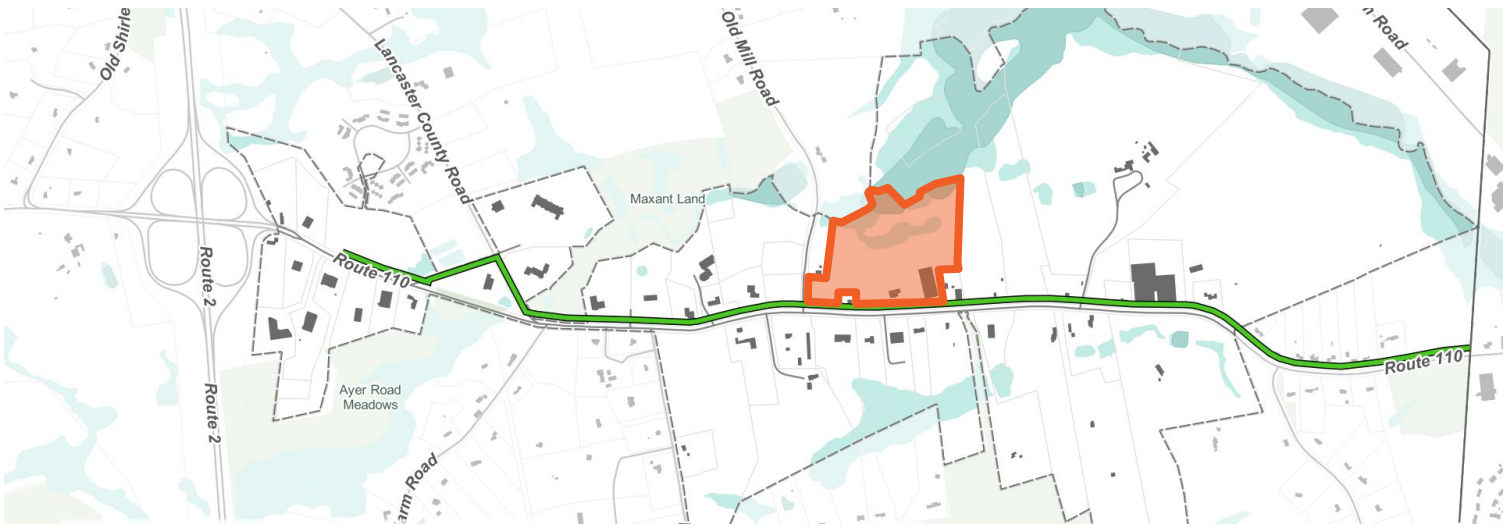 Old Shirle
Lancaster County Road
Old Mill Road
Road
Maxant Land
Route 110
Route 2
Ayer Road
Meadows
Route 2
Route 110
arm Road